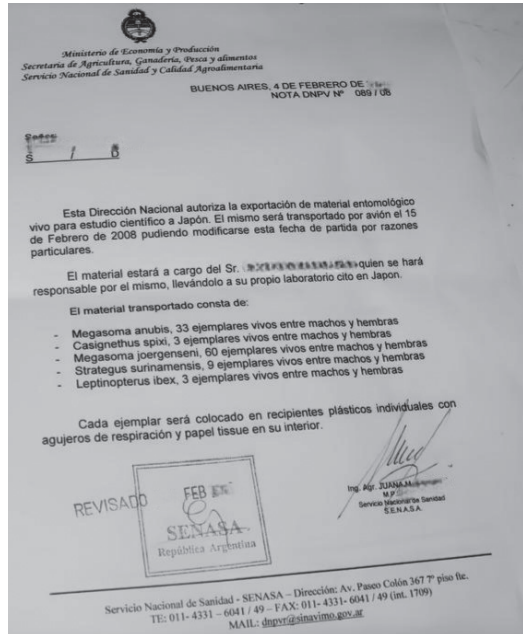 Ministerio de Economía y Producción
Secretaría de Agricultura, Ganadería, Pesca y alimentos
Servicio Nacional de Sanidad y Calidad Agroalimentaria
BUENOS AIRES, 4 DE FEBRERO DE
NOTA DNPV Nº 089 / 08
S / D
Esta Dirección Nacional autoriza la exportación de material entomológico
vivo para estudio científico a Japón. El mismo será transportado por avión el 15
de Febrero de 2008 pudiendo modificarse esta fecha de partida por razones
particulares.
El material estará a cargo del Sr. quien se hará
responsable por el mismo, llevándolo a su propio laboratorio cito en Japon.
El material transportado consta de:
- Megasoma anubis, 33 ejemplares vivos entre machos y hembras
- Casignethus spixi, 3 ejemplares vivos entre machos y hembras
- Megasoma joergenseni, 60 ejemplares vivos entre machos y hembras
- Strategus surinamensis, 9 ejemplares vivos entre machos y hembras
- Leptinopterus ibex, 3 ejemplares vivos entre machos y hembras
Cada ejemplar será colocado en recipientes plásticos individuales con
agujeros de respiración y papel tissue en su interior.
REVISADO
FEB
SENASA
República Argentina
Ing. Agr. JUANA
M.P.
Servicio Nacional de Sanidad
S.E.N.A.S.A.
Servicio Nacional de Sanidad - SENASA – Dirección: Av. Paseo Colón 367 7º piso fte.
TE: 011- 4331 – 6041 / 49 – FAX: 011- 4331- 6041 / 49 (int. 1709)
MAIL: dnpvr@sinavimo.gov.ar